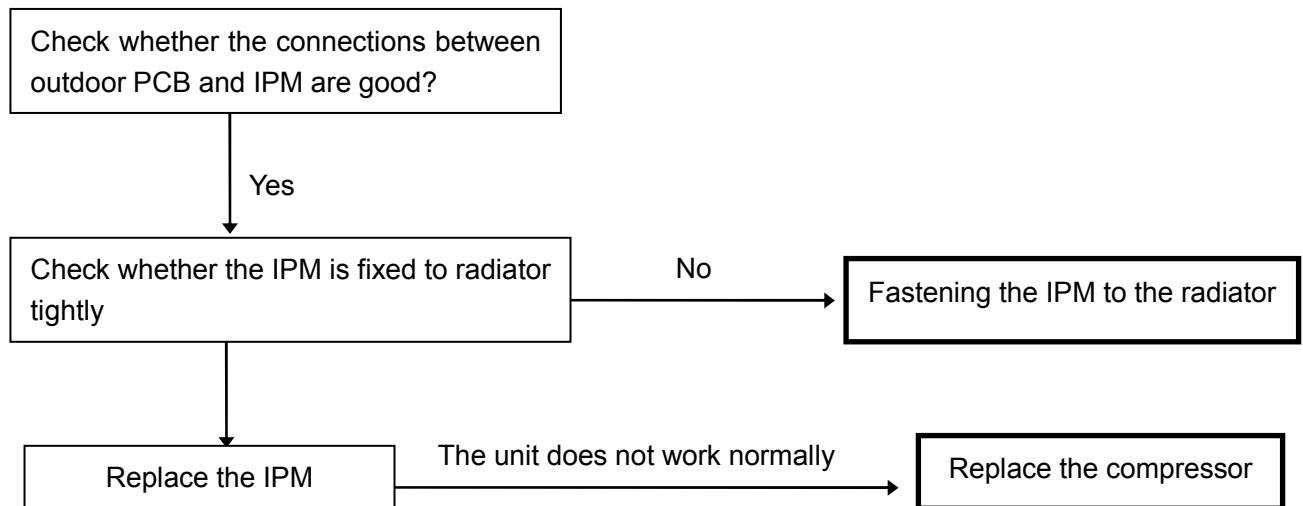 Check whether the connections between
outdoor PCB and IPM are good?
Yes
Check whether the IPM is fixed to radiator
tightly
No
Fastening the IPM to the radiator
Replace the IPM
The unit does not work normally
Replace the compressor